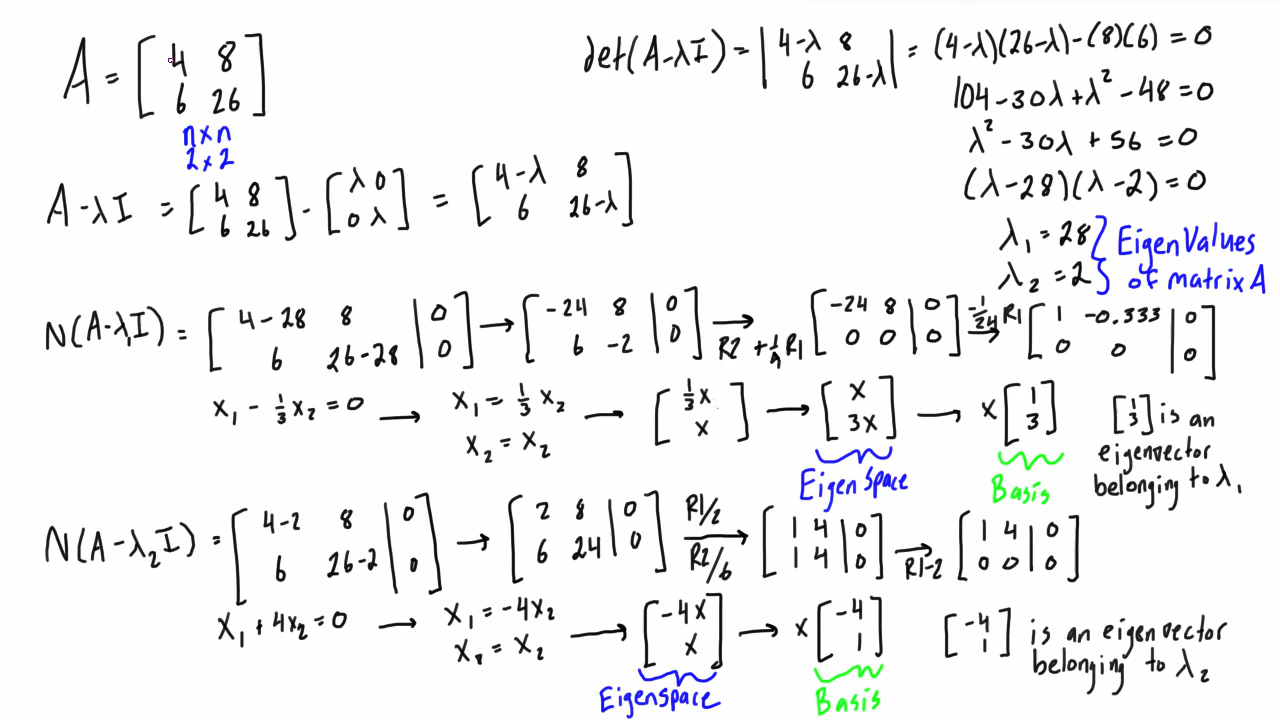 A = [4 8; 6 26]
n×n
2×2
det(A-λI) = |4-λ 8; 6 26-λ| = (4-λ)(26-λ)-(8)(6) = 0
104-30λ+λ²-48=0
λ²-30λ+56=0
(λ-28)(λ-2)=0
λ₁=28
λ₂=2
} EigenValues
of matrix A
A-λI = [4 8; 6 26] - [λ 0; 0 λ] = [4-λ 8; 6 26-λ]
N(A-λ₁I) = [4-28 8 | 0; 6 26-28 | 0] → [-24 8 | 0; 6 -2 | 0] → R2+¼R1 [-24 8 | 0; 0 0 | 0] -1/24 R1 → [1 -0.333 | 0; 0 0 | 0]
x₁ - ⅓x₂ = 0 → x₁ = ⅓x₂
x₂ = x₂ → [⅓x; x] → [x; 3x] → x[1; 3]
Eigen Space
Basis
[1; 3] is an
eigenvector
belonging to λ₁
N(A-λ₂I) = [4-2 8 | 0; 6 26-2 | 0] → [2 8 | 0; 6 24 | 0] R1/2 → R2/6 [1 4 | 0; 1 4 | 0] → R1-2 [1 4 | 0; 0 0 | 0]
x₁+4x₂=0 → x₁=-4x₂
x₂=x₂ → [-4x; x] → x[-4; 1]
Eigenspace
Basis
[-4; 1] is an eigenvector
belonging to λ₂